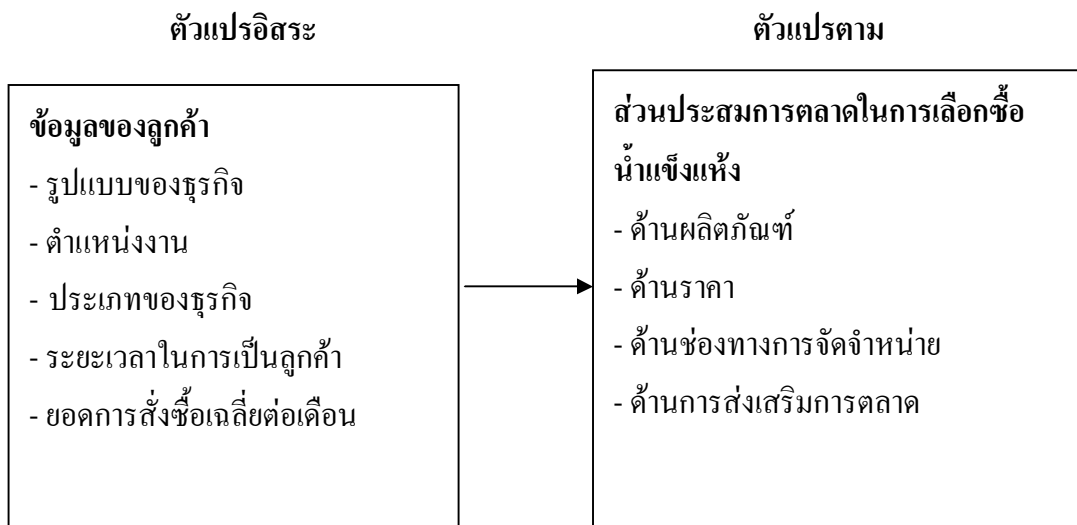 ตัวแปรอิสระ
ตัวแปรตาม
ข้อมูลของลูกค้า
- รูปแบบของธุรกิจ
- ตำแหน่งงาน
- ประเภทของธุรกิจ
- ระยะเวลาในการเป็นลูกค้า
- ยอดการสั่งซื้อเฉลี่ยต่อเดือน
ส่วนประสมการตลาดในการเลือกซื้อ
น้ำแข็งแห้ง
- ด้านผลิตภัณฑ์
- ด้านราคา
- ด้านช่องทางการจัดจำหน่าย
- ด้านการส่งเสริมการตลาด